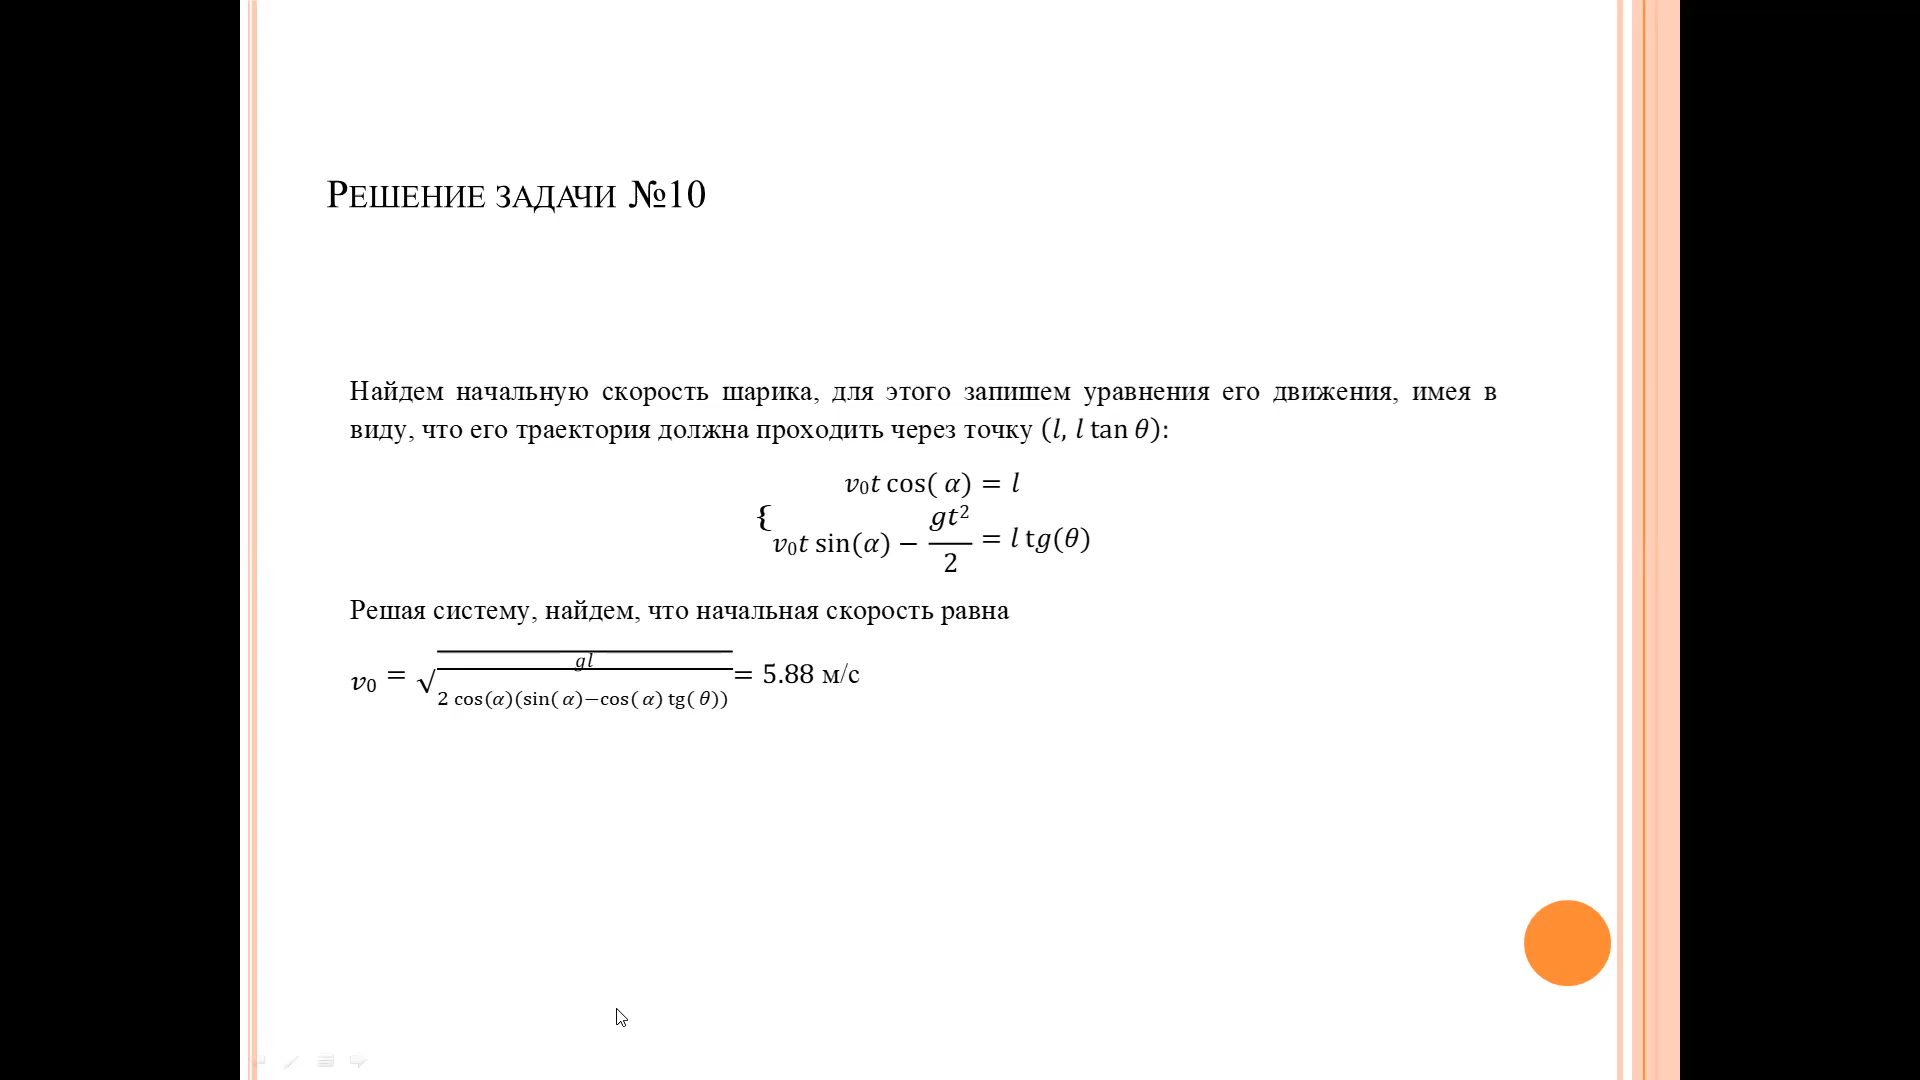 Решение задачи №10
Найдем начальную скорость шарика, для этого запишем уравнения его движения, имея в
виду, что его траектория должна проходить через точку (l, l tan θ):
v₀t cos( α) = l
{
v₀t sin(α) − gt²/2 = l tg(θ)
Решая систему, найдем, что начальная скорость равна
v₀ = √(gl / 2 cos(α)(sin( α)−cos( α) tg( θ))) = 5.88 м/с